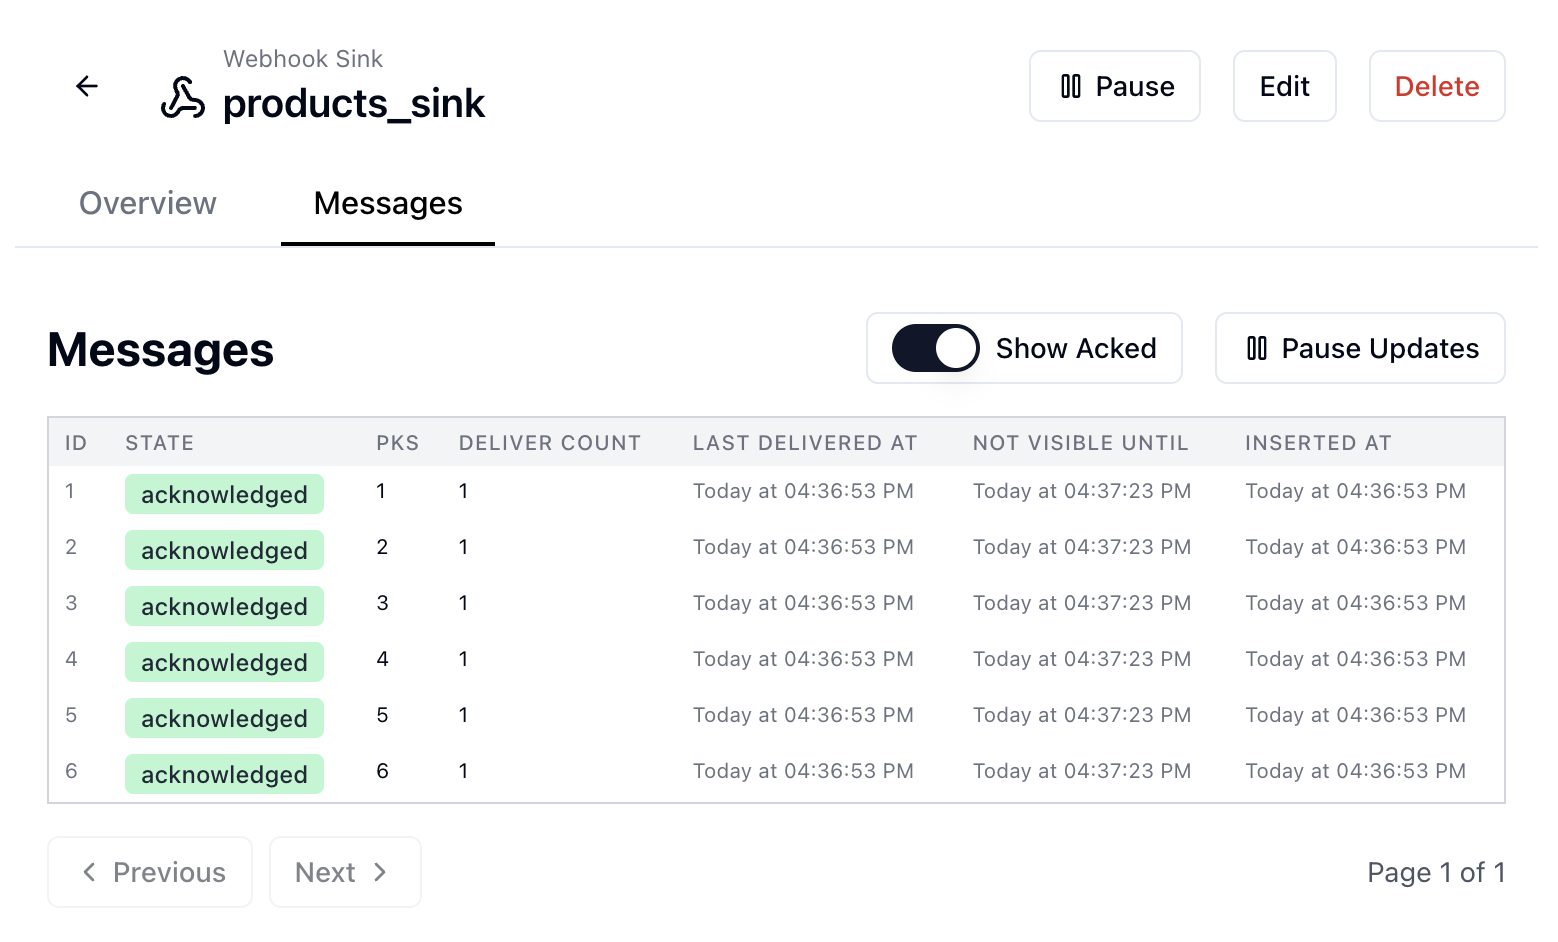 Webhook Sink
products_sink
Pause Edit Delete
Overview Messages
Messages
Show Acked Pause Updates
ID STATE PKS DELIVER COUNT LAST DELIVERED AT NOT VISIBLE UNTIL INSERTED AT
1 acknowledged 1 1 Today at 04:36:53 PM Today at 04:37:23 PM Today at 04:36:53 PM
2 acknowledged 2 1 Today at 04:36:53 PM Today at 04:37:23 PM Today at 04:36:53 PM
3 acknowledged 3 1 Today at 04:36:53 PM Today at 04:37:23 PM Today at 04:36:53 PM
4 acknowledged 4 1 Today at 04:36:53 PM Today at 04:37:23 PM Today at 04:36:53 PM
5 acknowledged 5 1 Today at 04:36:53 PM Today at 04:37:23 PM Today at 04:36:53 PM
6 acknowledged 6 1 Today at 04:36:53 PM Today at 04:37:23 PM Today at 04:36:53 PM
Previous Next Page 1 of 1